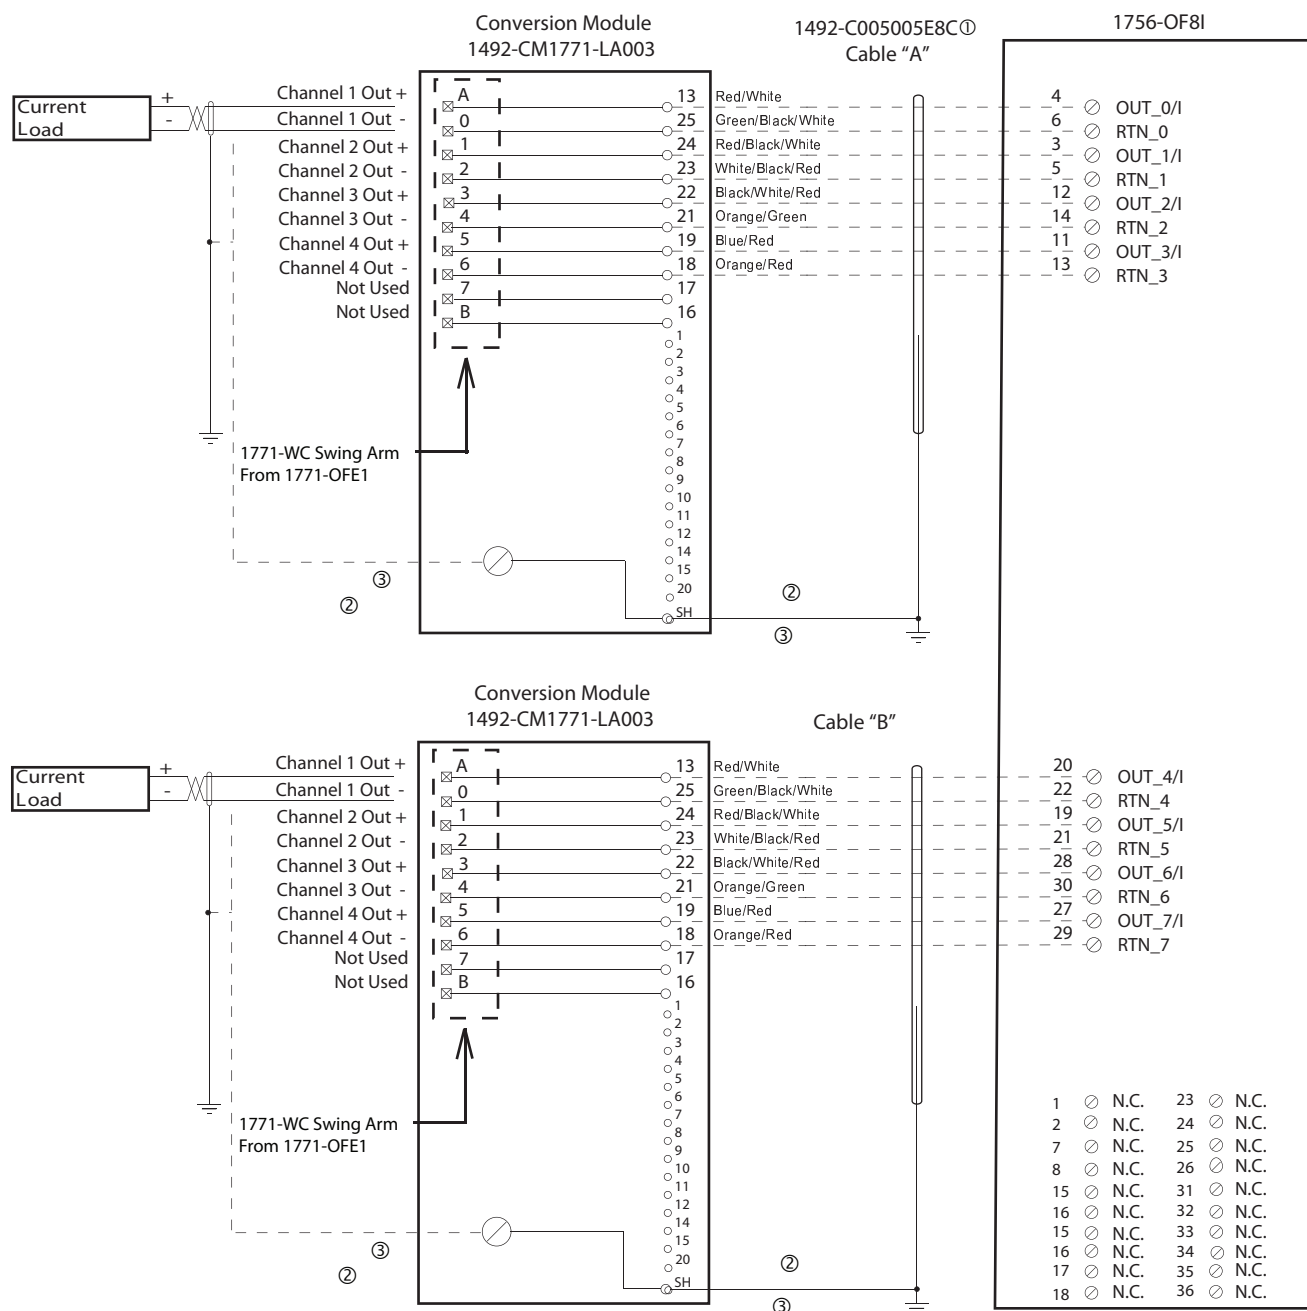 Conversion Module
1492-CM1771-LA003
1492-C005005E8C①
Cable “A”
1756-OF8I
Current
Load
+
-
Channel 1 Out +
Channel 1 Out -
Channel 2 Out +
Channel 2 Out -
Channel 3 Out +
Channel 3 Out -
Channel 4 Out +
Channel 4 Out -
Not Used
Not Used
A
0
1
2
3
4
5
6
7
B
13 Red/White 4 OUT_0/I
25 Green/Black/White 6 RTN_0
24 Red/Black/White 3 OUT_1/I
23 White/Black/Red 5 RTN_1
22 Black/White/Red 12 OUT_2/I
21 Orange/Green 14 RTN_2
19 Blue/Red 11 OUT_3/I
18 Orange/Red 13 RTN_3
17
16
1
2
3
4
5
6
7
8
9
10
11
12
14
15
20
SH
1771-WC Swing Arm
From 1771-OFE1
③
②
②
③
Conversion Module
1492-CM1771-LA003
Cable “B”
Current
Load
+
-
Channel 1 Out +
Channel 1 Out -
Channel 2 Out +
Channel 2 Out -
Channel 3 Out +
Channel 3 Out -
Channel 4 Out +
Channel 4 Out -
Not Used
Not Used
A
0
1
2
3
4
5
6
7
B
13 Red/White 20 OUT_4/I
25 Green/Black/White 22 RTN_4
24 Red/Black/White 19 OUT_5/I
23 White/Black/Red 21 RTN_5
22 Black/White/Red 28 OUT_6/I
21 Orange/Green 30 RTN_6
19 Blue/Red 27 OUT_7/I
18 Orange/Red 29 RTN_7
17
16
1
2
3
4
5
6
7
8
9
10
11
12
14
15
20
SH
1771-WC Swing Arm
From 1771-OFE1
③
②
②
③
1 N.C. 23 N.C.
2 N.C. 24 N.C.
7 N.C. 25 N.C.
8 N.C. 26 N.C.
15 N.C. 31 N.C.
16 N.C. 32 N.C.
15 N.C. 33 N.C.
16 N.C. 34 N.C.
17 N.C. 35 N.C.
18 N.C. 36 N.C.